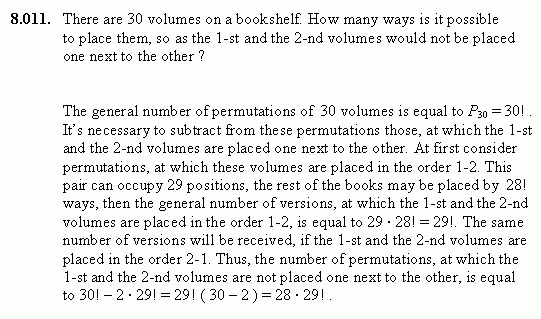 8.011. There are 30 volumes on a bookshelf. How many ways is it possible
to place them, so as the 1-st and the 2-nd volumes would not be placed
one next to the other ?
The general number of permutations of 30 volumes is equal to P₃₀ = 30! .
It's necessary to subtract from these permutations those, at which the 1-st
and the 2-nd volumes are placed one next to the other. At first consider
permutations, at which these volumes are placed in the order 1-2. This
pair can occupy 29 positions, the rest of the books may be placed by 28!
ways, then the general number of versions, at which the 1-st and the 2-nd
volumes are placed in the order 1-2, is equal to 29 · 28! = 29!. The same
number of versions will be received, if the 1-st and the 2-nd volumes are
placed in the order 2-1. Thus, the number of permutations, at which the
1-st and the 2-nd volumes are not placed one next to the other, is equal
to 30! – 2 · 29! = 29! ( 30 – 2 ) = 28 · 29! .